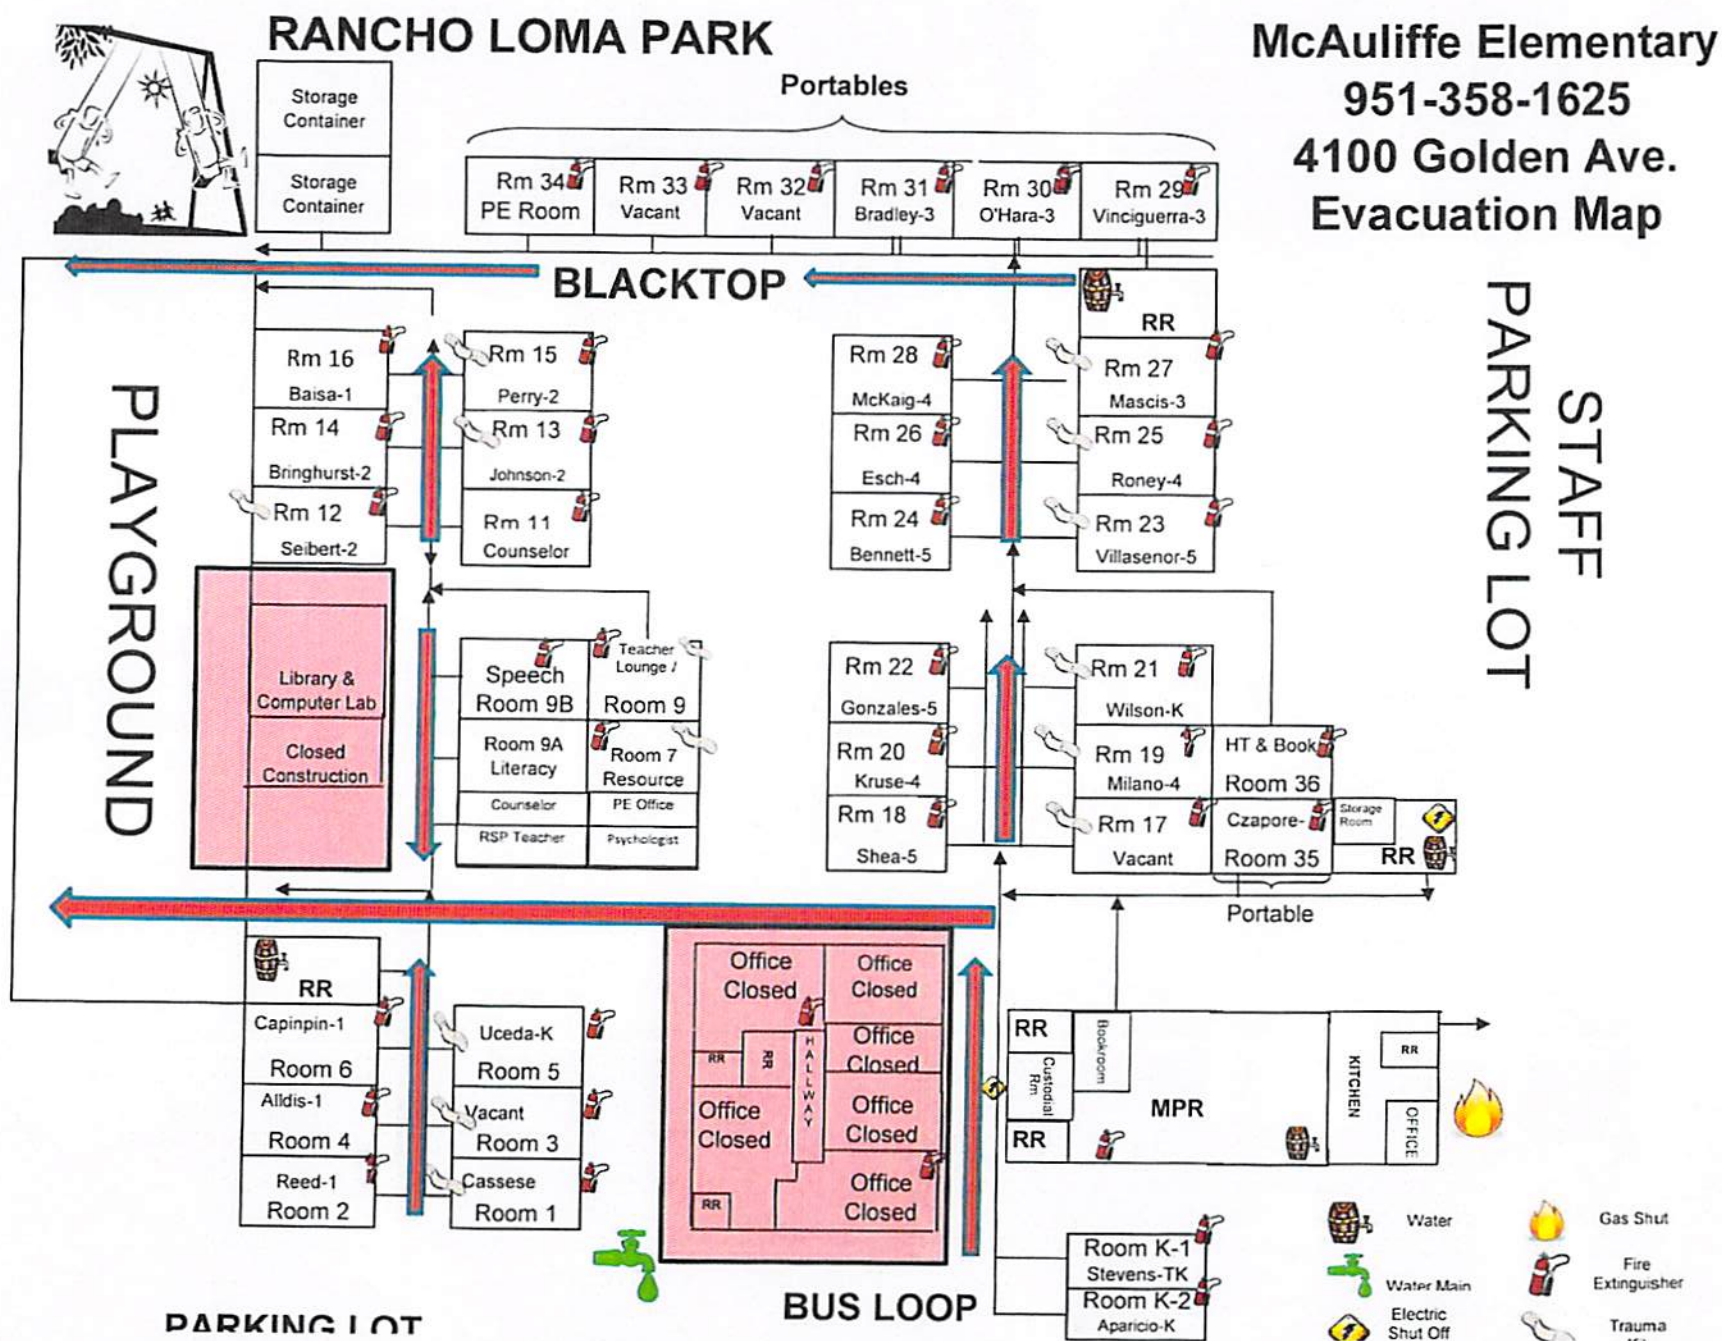 RANCHO LOMA PARK
McAuliffe Elementary
951-358-1625
4100 Golden Ave.
Evacuation Map
Storage
Container
Storage
Container
Portables
Rm 34
PE Room
Rm 33
Vacant
Rm 32
Vacant
Rm 31
Bradley-3
Rm 30
O'Hara-3
Rm 29
Vinciguerra-3
BLACKTOP
RR
PLAYGROUND
STAFF
PARKING LOT
Rm 16
Baisa-1
Rm 14
Bringhurst-2
Rm 12
Seibert-2
Rm 15
Perry-2
Rm 13
Johnson-2
Rm 11
Counselor
Rm 28
McKaig-4
Rm 26
Esch-4
Rm 24
Bennett-5
Rm 27
Mascis-3
Rm 25
Roney-4
Rm 23
Villasenor-5
Library &
Computer Lab
Closed
Construction
Speech
Room 9B
Teacher
Lounge /
Room 9
Room 9A
Literacy
Room 7
Resource
Counselor
PE Office
RSP Teacher
Psychologist
Rm 22
Gonzales-5
Rm 20
Kruse-4
Rm 18
Shea-5
Rm 21
Wilson-K
Rm 19
Milano-4
Rm 17
Vacant
HT & Book
Room 36
Czapore-
Room 35
Storage
Room
RR
Portable
RR
Capinpin-1
Room 6
Alldis-1
Room 4
Reed-1
Room 2
Uceda-K
Room 5
Vacant
Room 3
Cassese
Room 1
Office
Closed
Office
Closed
Office
Closed
RR
RR
HALLWAY
Office
Closed
Office
Closed
Office
Closed
RR
RR
Custodial
Rm
RR
Bookroom
MPR
KITCHEN
RR
OFFICE
Room K-1
Stevens-TK
Room K-2
Aparicio-K
BUS LOOP
PARKING LOT
Water
Gas Shut
Water Main
Fire
Extinguisher
Electric
Shut Off
Trauma